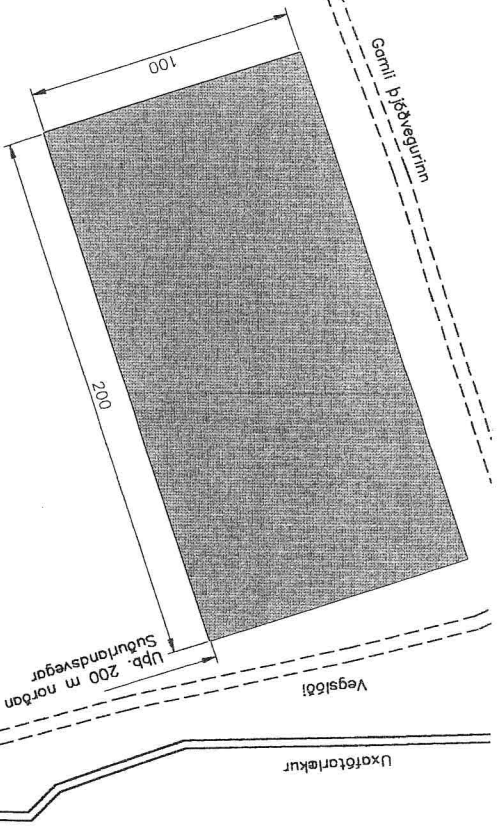 100
Gamli þjóðvegurinn
200
Upb. 200 m norðan
Suðurlandsvegar
Vegslóði
Uxafótarlækur